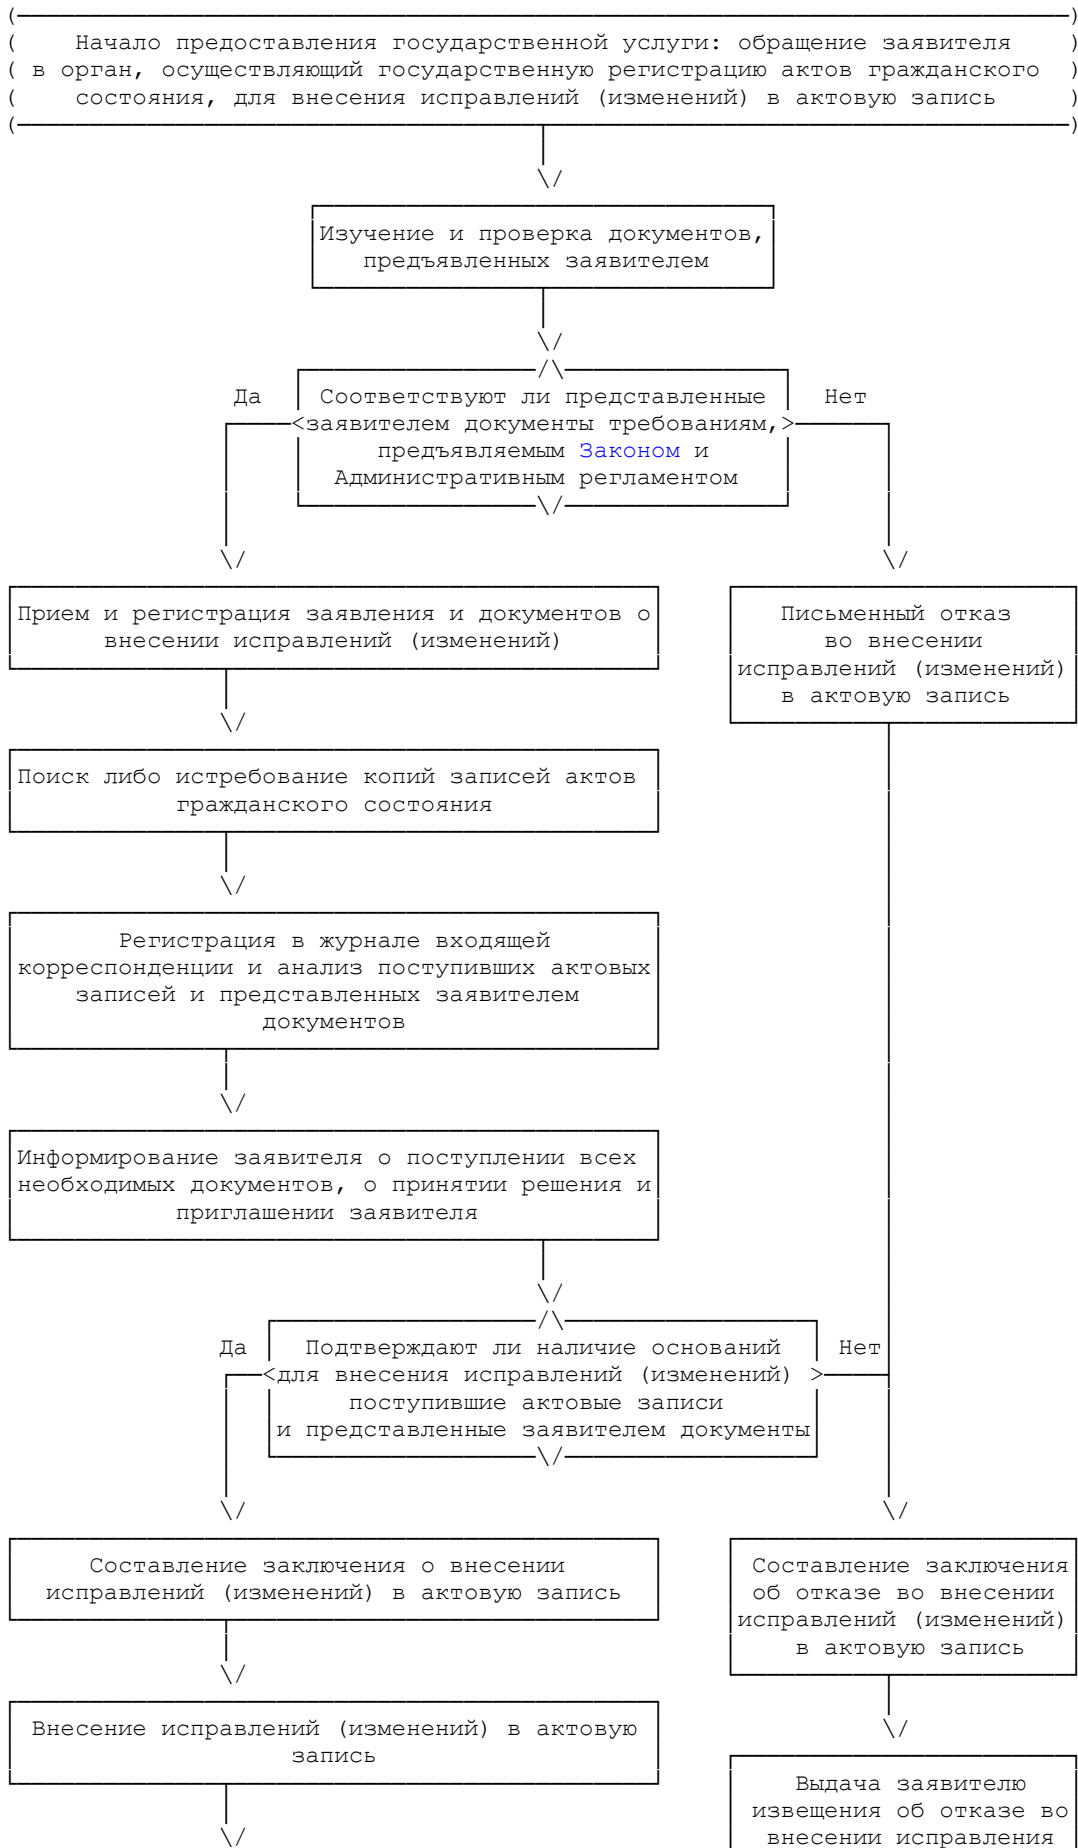 Начало предоставления государственной услуги: обращение заявителя
в орган, осуществляющий государственную регистрацию актов гражданского
состояния, для внесения исправлений (изменений) в актовую запись
Изучение и проверка документов,
предъявленных заявителем
Да
Соответствуют ли представленные
Нет
заявителем документы требованиям,
предъявляемым Законом и
Административным регламентом
Прием и регистрация заявления и документов о
внесении исправлений (изменений)
Письменный отказ
во внесении
исправлений (изменений)
в актовую запись
Поиск либо истребование копий записей актов
гражданского состояния
Регистрация в журнале входящей
корреспонденции и анализ поступивших актовых
записей и представленных заявителем
документов
Информирование заявителя о поступлении всех
необходимых документов, о принятии решения и
приглашении заявителя
Да
Подтверждают ли наличие оснований
Нет
для внесения исправлений (изменений)
поступившие актовые записи
и представленные заявителем документы
Составление заключения о внесении
исправлений (изменений) в актовую запись
Составление заключения
об отказе во внесении
исправлений (изменений)
в актовую запись
Внесение исправлений (изменений) в актовую
запись
Выдача заявителю
извещения об отказе во
внесении исправления